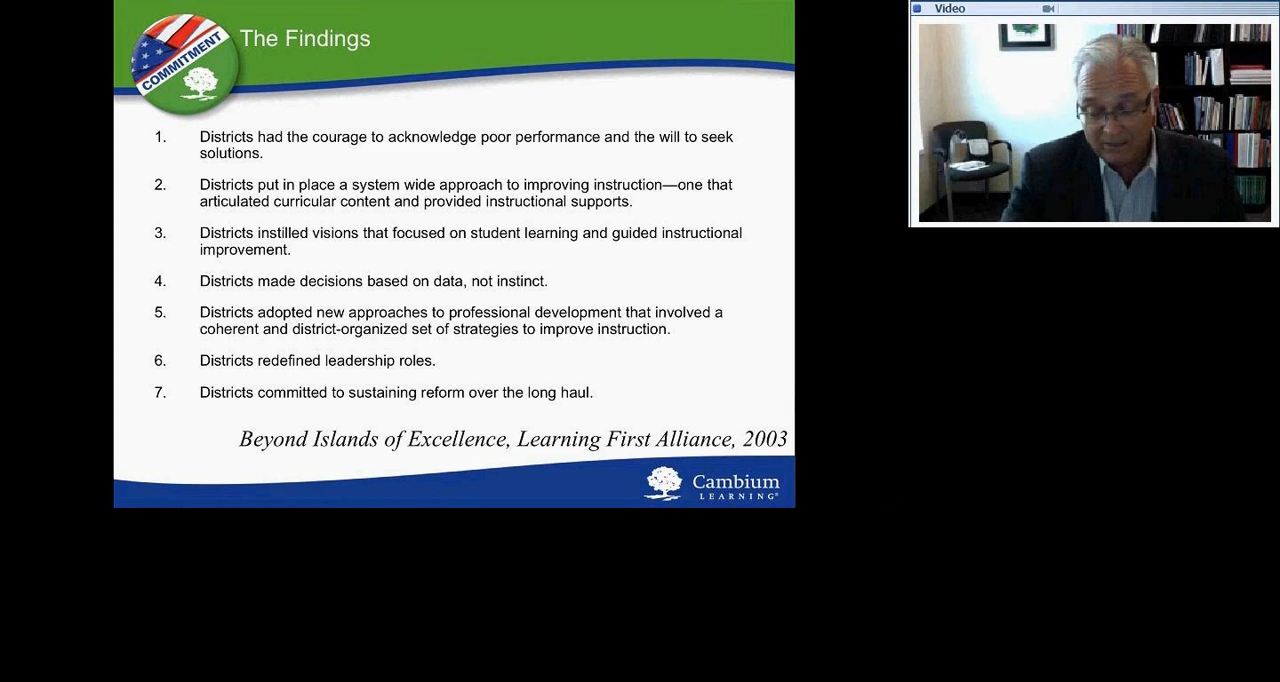 COMMITMENT
The Findings
1. Districts had the courage to acknowledge poor performance and the will to seek
solutions.
2. Districts put in place a system wide approach to improving instruction—one that
articulated curricular content and provided instructional supports.
3. Districts instilled visions that focused on student learning and guided instructional
improvement.
4. Districts made decisions based on data, not instinct.
5. Districts adopted new approaches to professional development that involved a
coherent and district-organized set of strategies to improve instruction.
6. Districts redefined leadership roles.
7. Districts committed to sustaining reform over the long haul.
Beyond Islands of Excellence, Learning First Alliance, 2003
Cambium
LEARNING®
Video